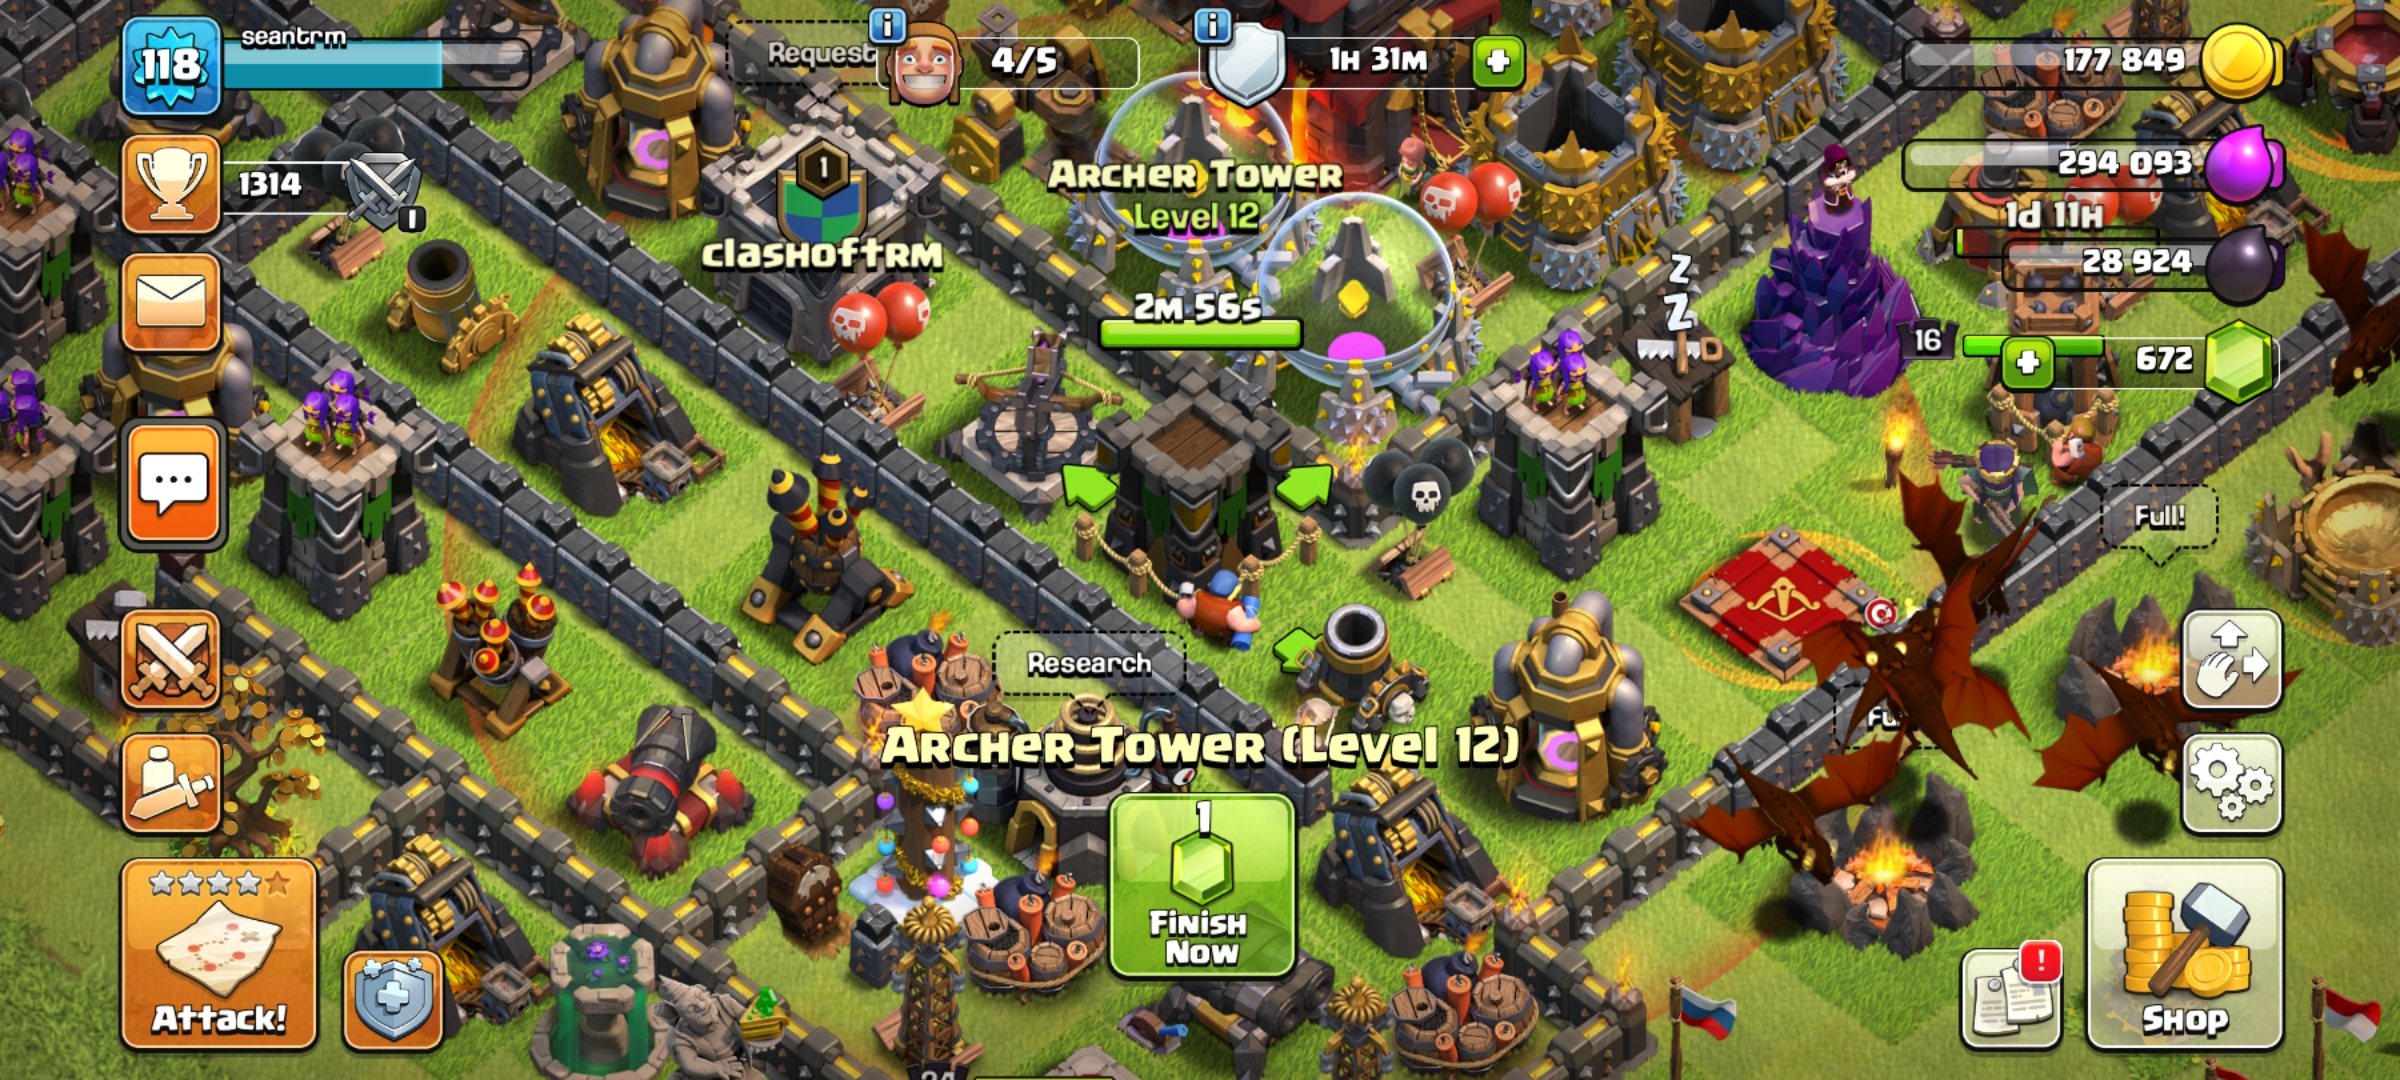 118
seantrm
Request
4/5
1H 31M
177 849
1314
I
1
clashoftRM
Archer Tower
Level 12
294 093
1d 11H
28 924
2M 56s
Z
Z
16
672
Full!
Research
Archer Tower (Level 12)
1
Finish
Now
Attack!
!
Shop